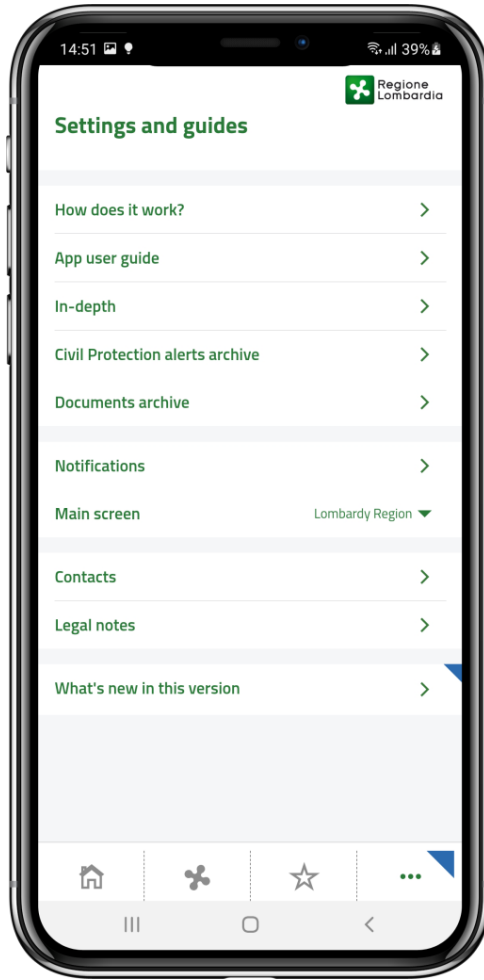 14:51 39%
Regione
Lombardia
Settings and guides
How does it work?
App user guide
In-depth
Civil Protection alerts archive
Documents archive
Notifications
Main screen Lombardy Region
Contacts
Legal notes
What's new in this version